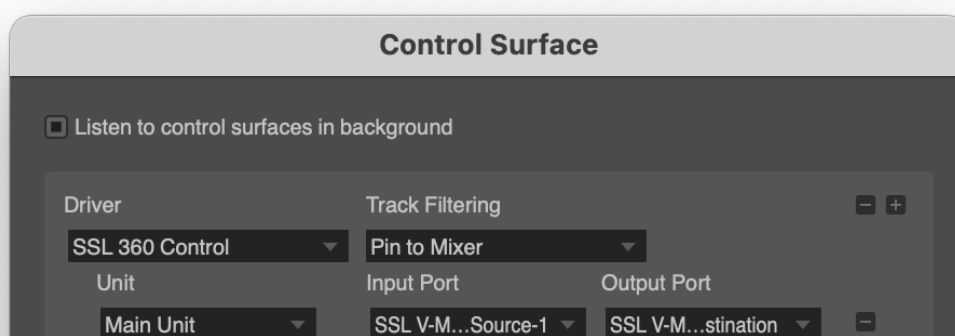 Control Surface
Listen to control surfaces in background
Driver Track Filtering
SSL 360 Control Pin to Mixer
Unit Input Port Output Port
Main Unit SSL V-M...Source-1 SSL V-M...stination